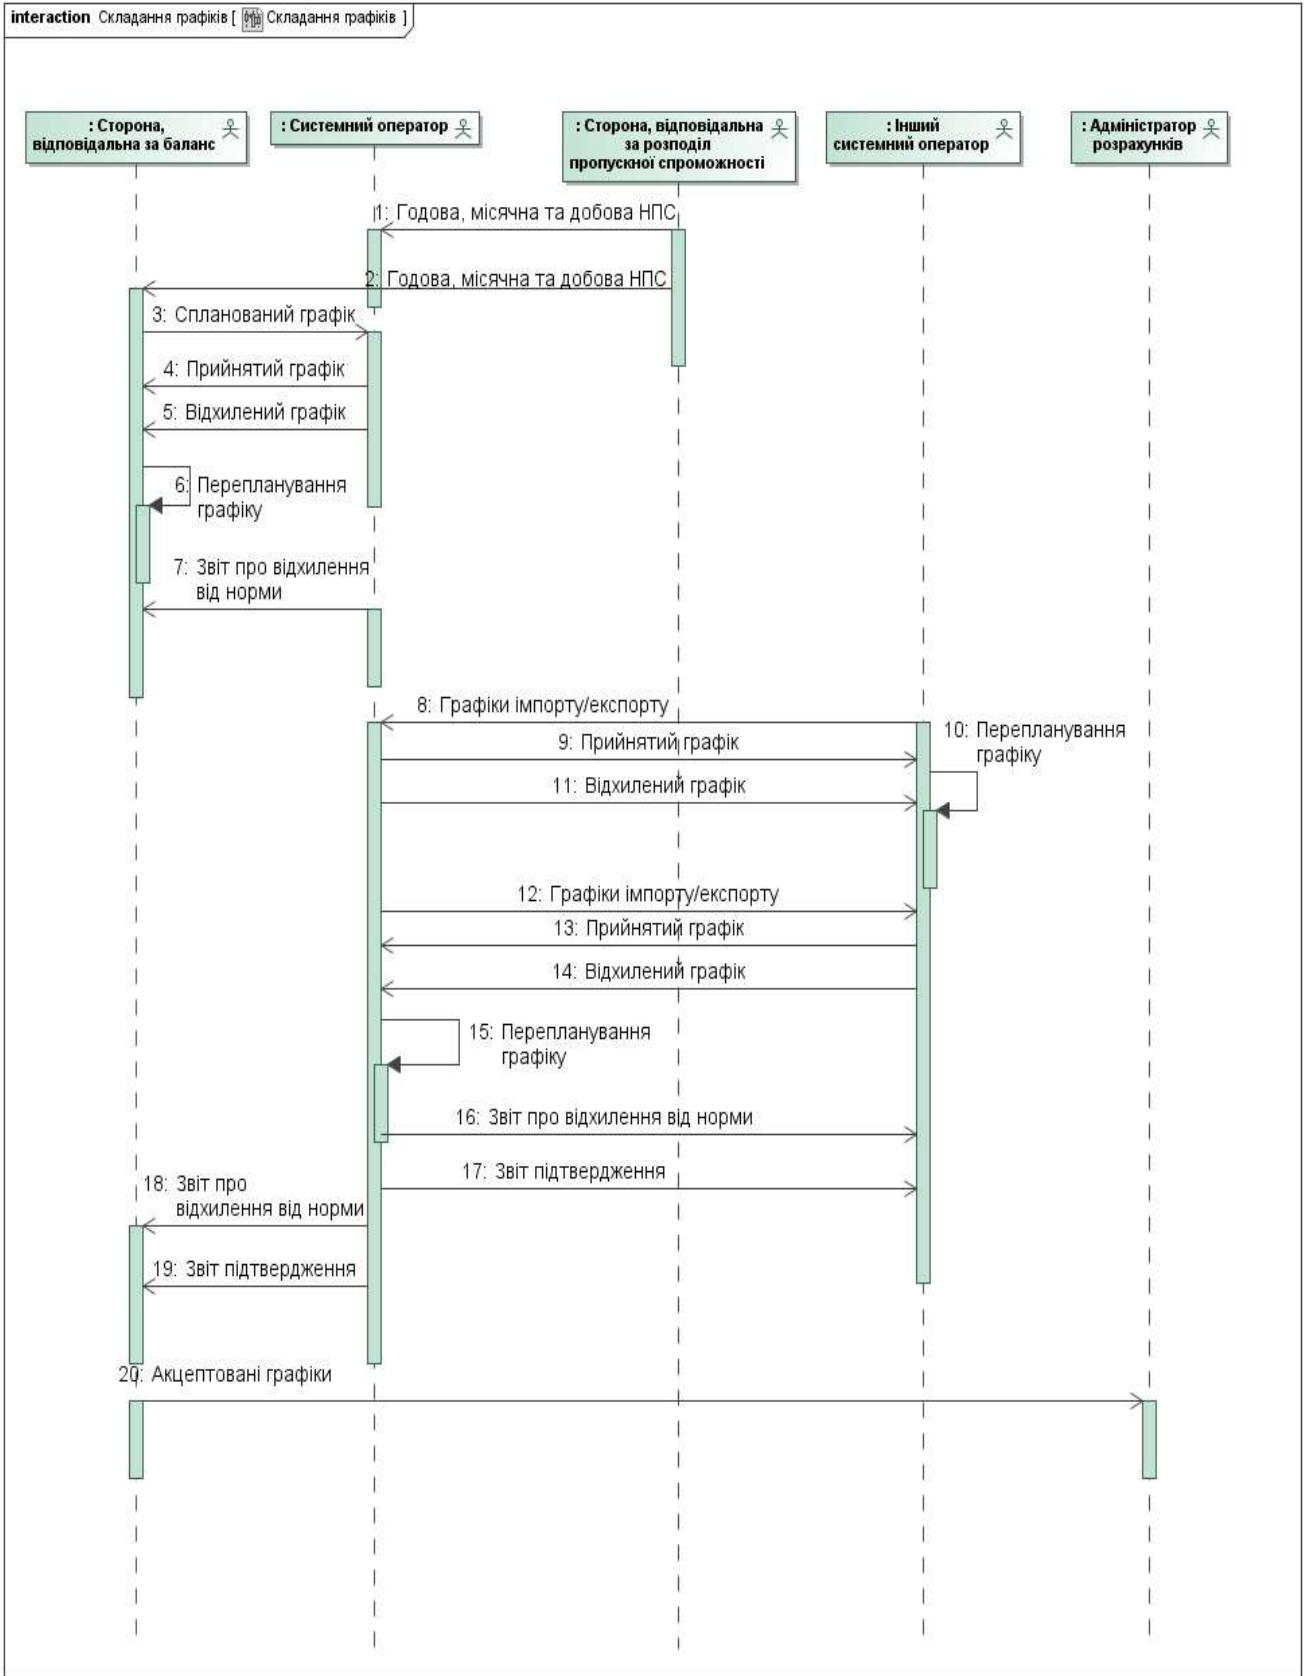 interaction Складання графіків [ Складання графіків ]
: Сторона,
відповідальна за баланс
: Системний оператор
: Сторона, відповідальна
за розподіл
пропускної спроможності
: Інший
системний оператор
: Адміністратор
розрахунків
1: Годова, місячна та добова НПС
2: Годова, місячна та добова НПС
3: Спланований графік
4: Прийнятий графік
5: Відхилений графік
6: Перепланування
графіку
7: Звіт про відхилення
від норми
8: Графіки імпорту/експорту
9: Прийнятий графік
10: Перепланування
графіку
11: Відхилений графік
12: Графіки імпорту/експорту
13: Прийнятий графік
14: Відхилений графік
15: Перепланування
графіку
16: Звіт про відхилення від норми
17: Звіт підтвердження
18: Звіт про
відхилення від норми
19: Звіт підтвердження
20: Акцептовані графіки